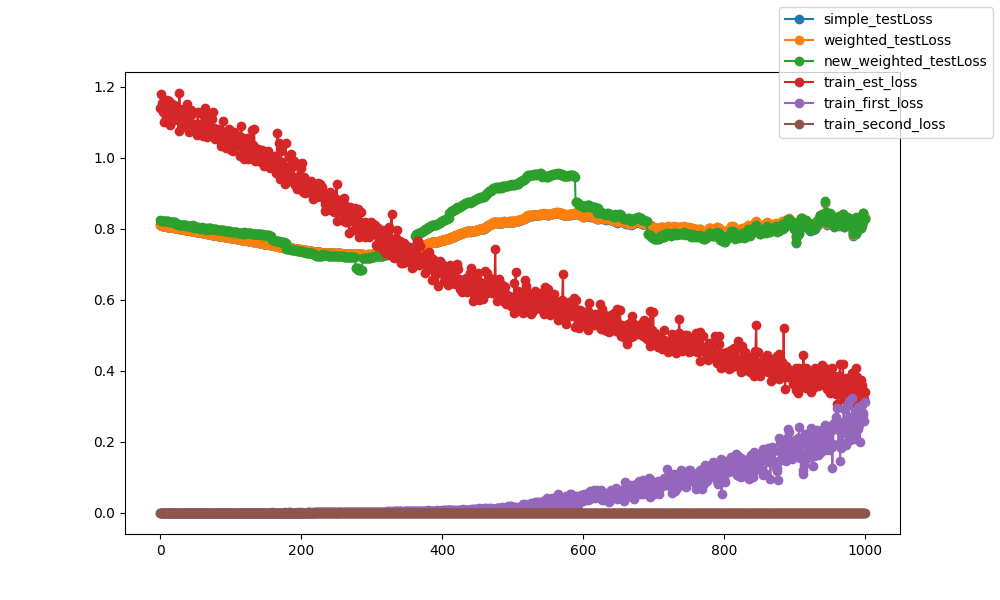 simple_testLoss
weighted_testLoss
new_weighted_testLoss
train_est_loss
train_first_loss
train_second_loss
1.2
1.0
0.8
0.6
0.4
0.2
0.0
0 200 400 600 800 1000